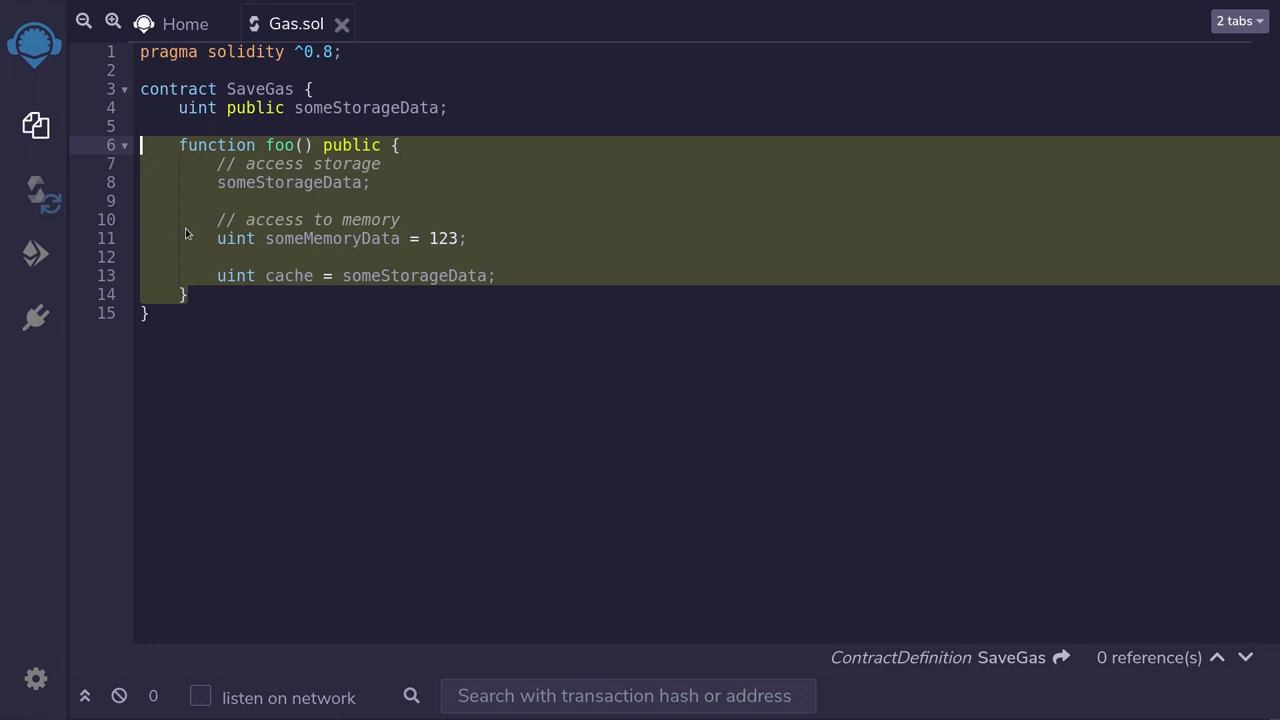 Home
Gas.sol
2 tabs
1 pragma solidity ^0.8;
2
3 contract SaveGas {
4     uint public someStorageData;
5
6     function foo() public {
7         // access storage
8         someStorageData;
9
10         // access to memory
11         uint someMemoryData = 123;
12
13         uint cache = someStorageData;
14     }
15 }
ContractDefinition SaveGas 0 reference(s)
0 listen on network Search with transaction hash or address